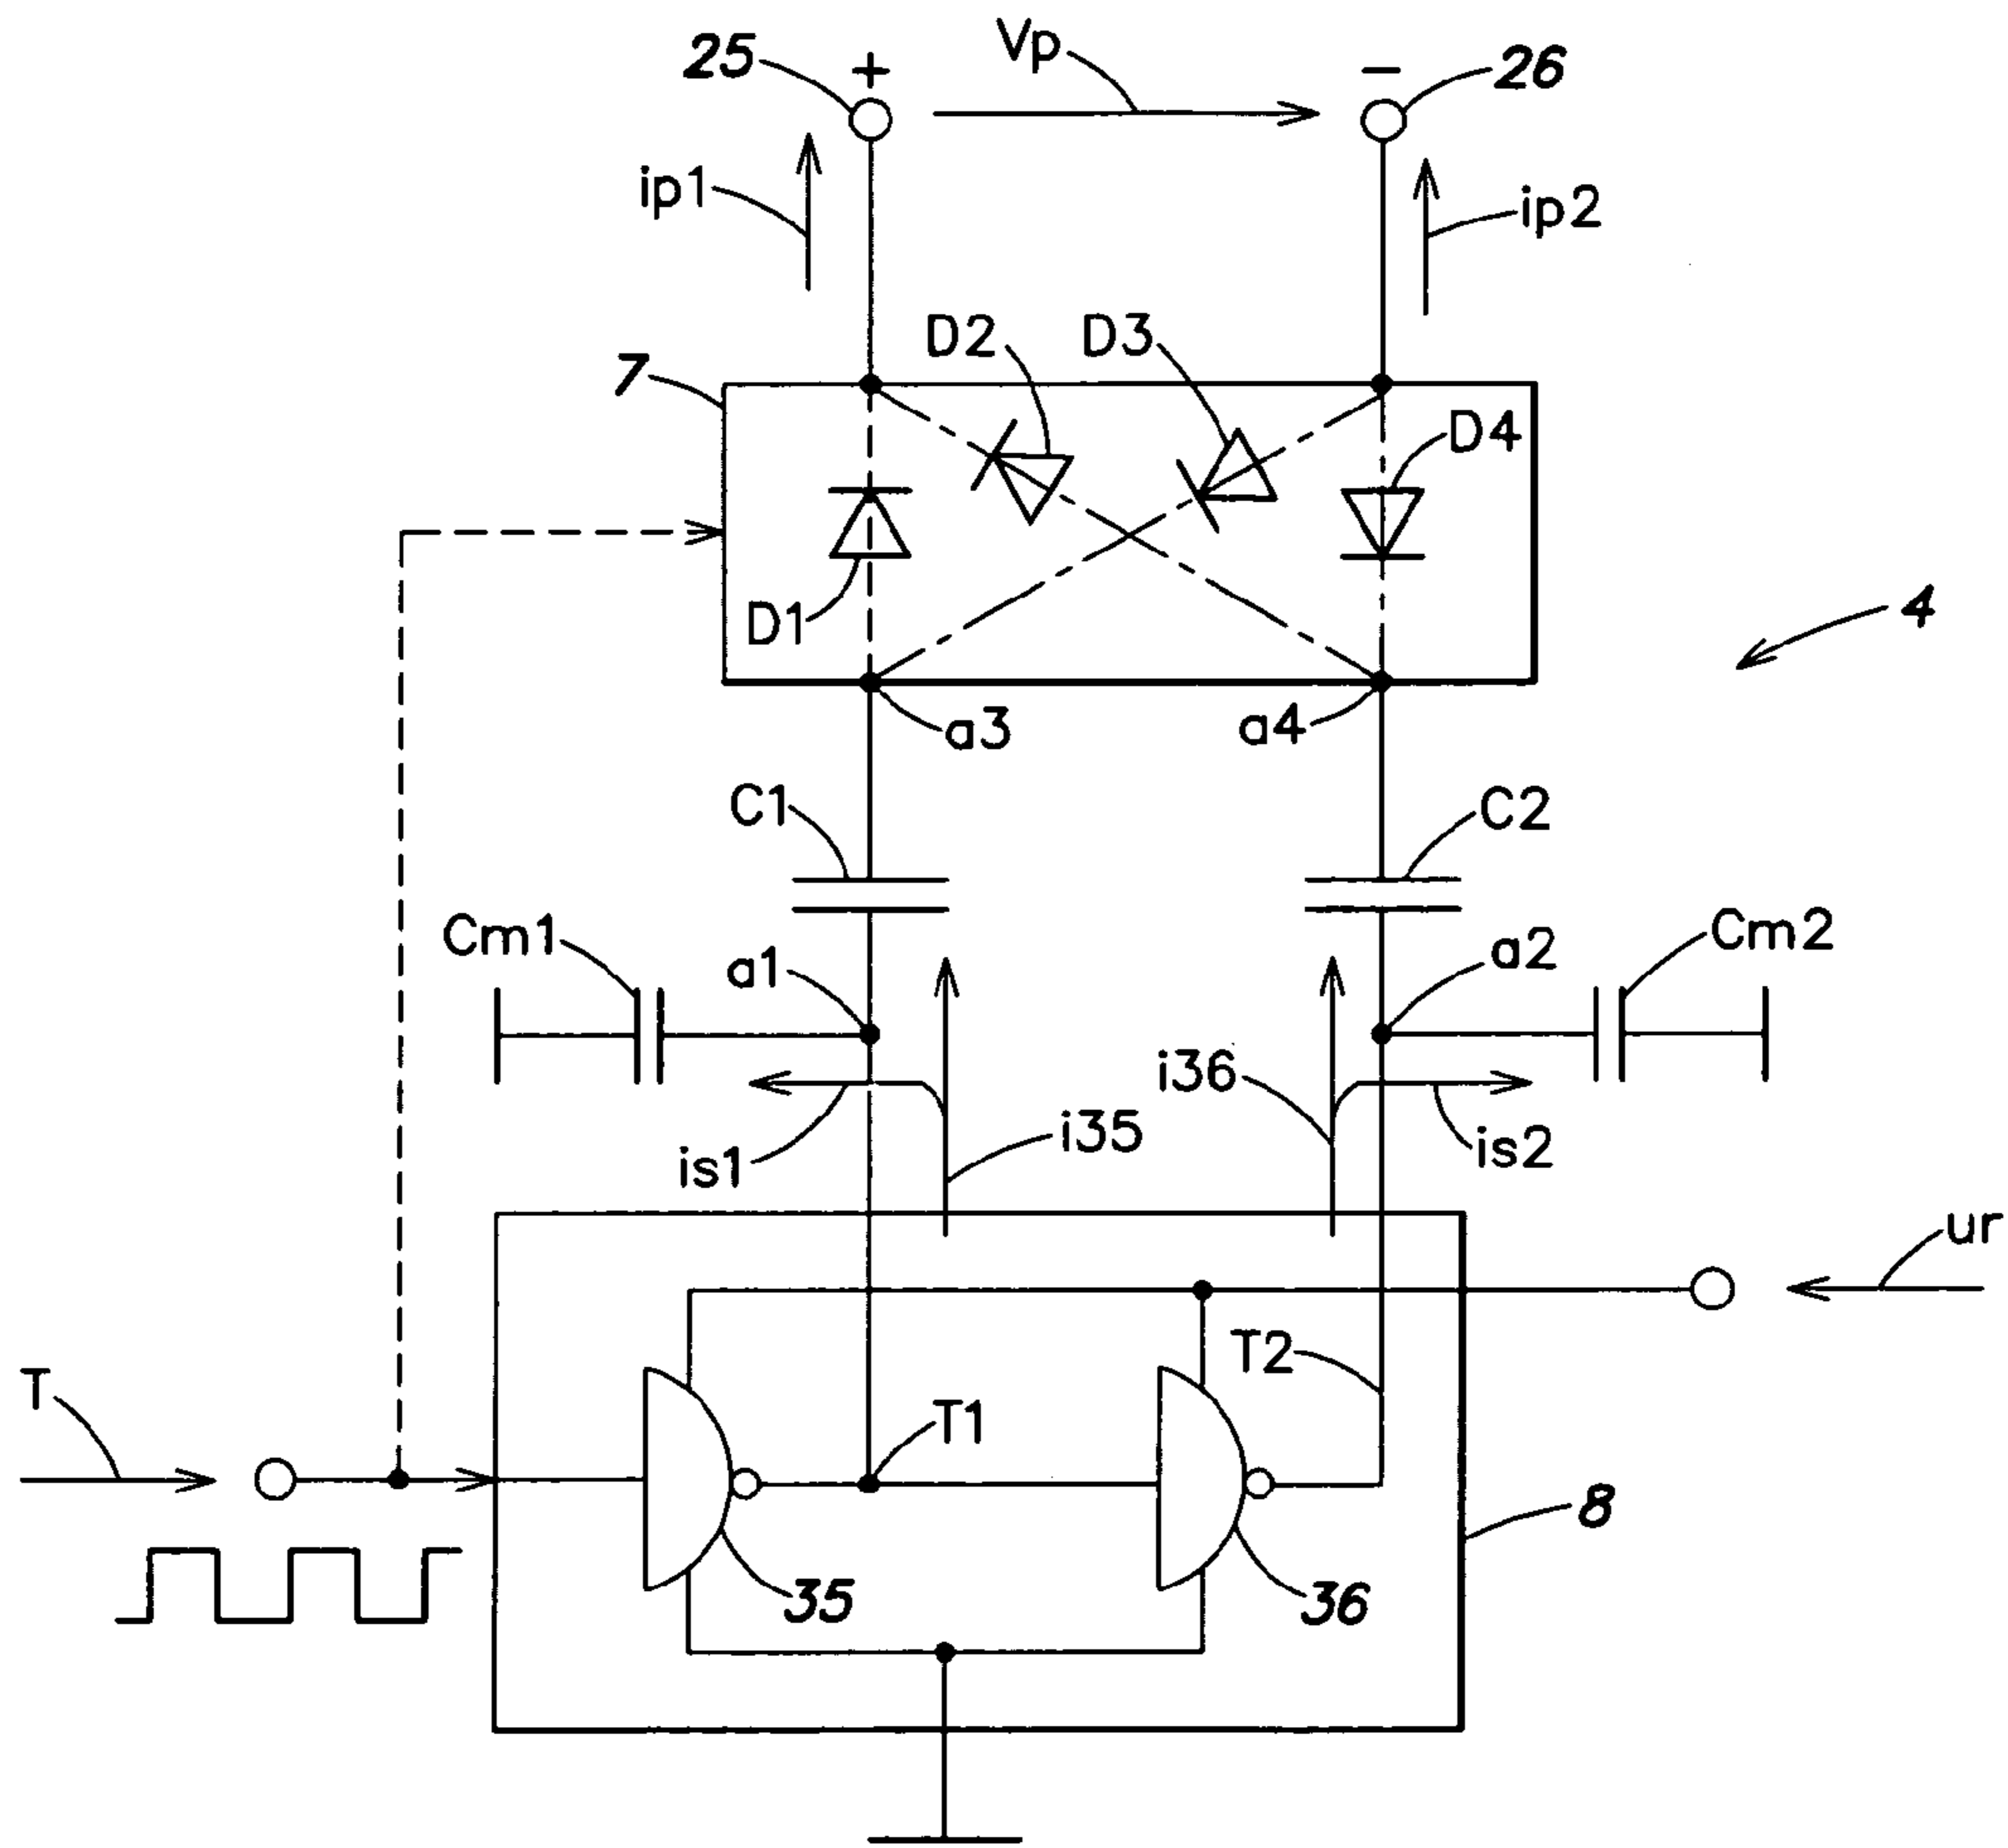 Vp
25
+
−
26
ip1
ip2
D2
D3
7
D4
D1
4
a3
a4
C1
C2
Cm1
a1
a2
Cm2
i36
i35
is1
is2
ur
T2
T
T1
8
35
36